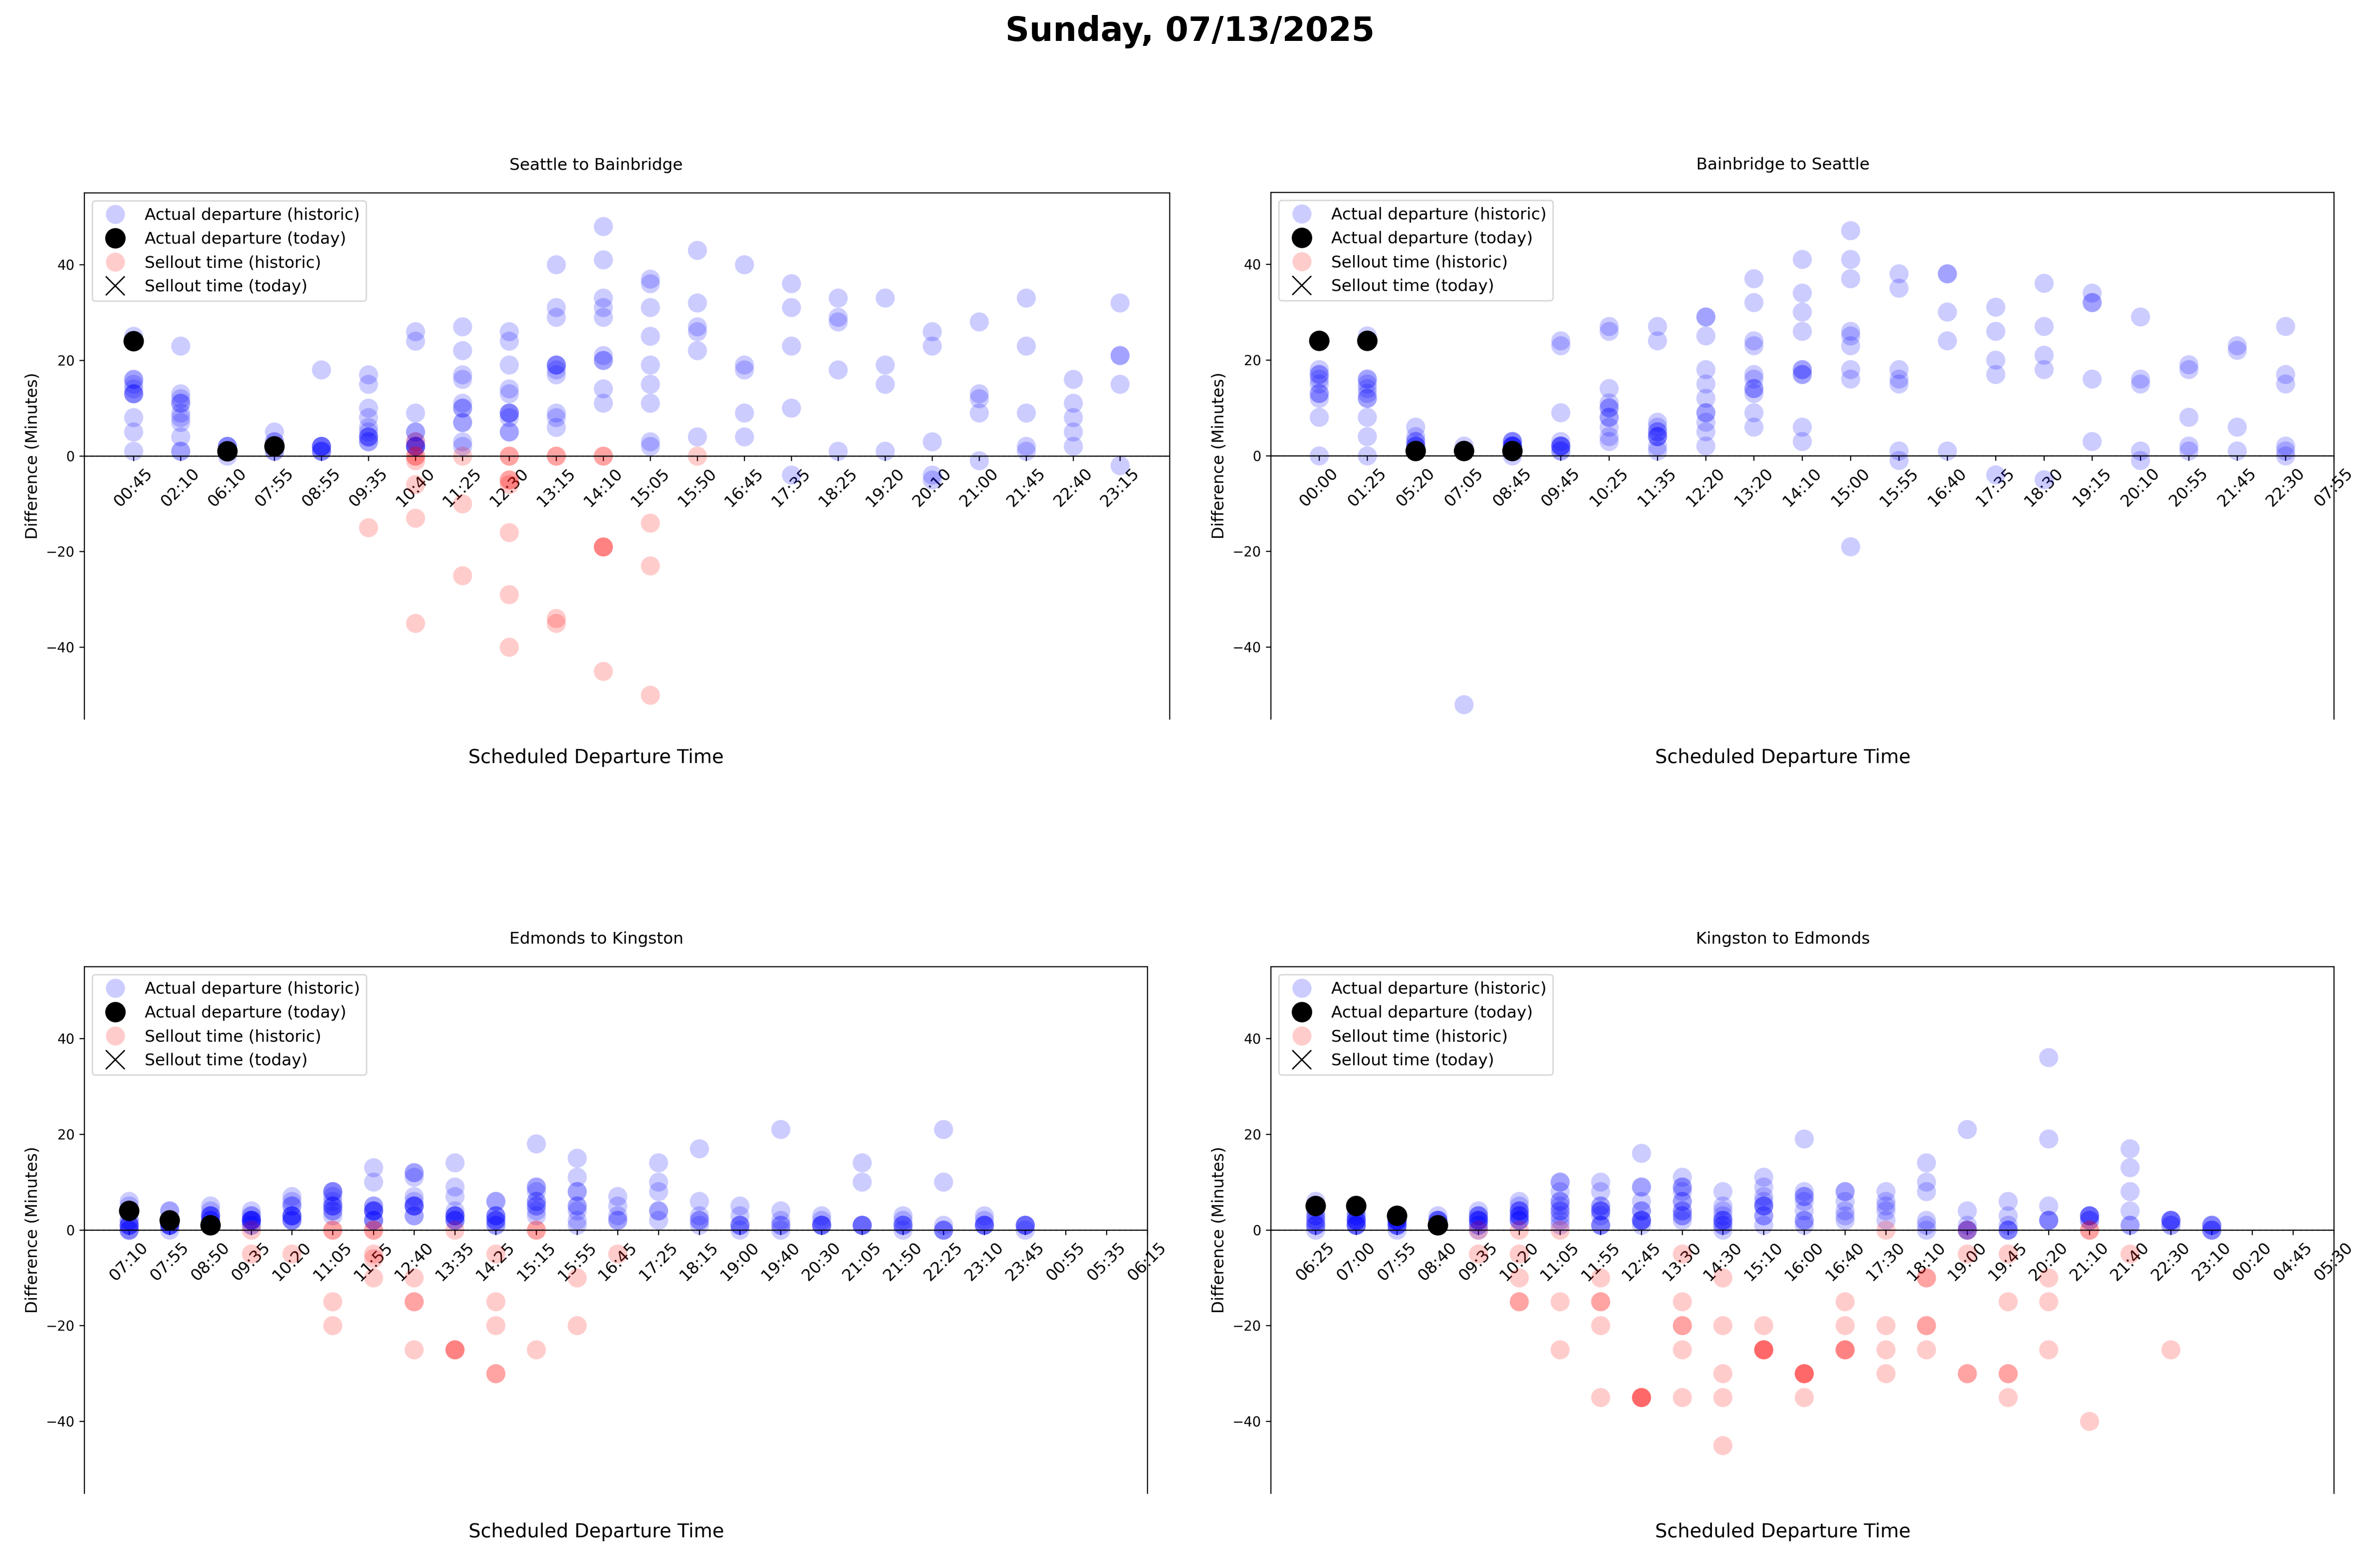 Sunday, 07/13/2025
Seattle to Bainbridge
Actual departure (historic)
Actual departure (today)
Sellout time (historic)
Sellout time (today)
Difference (Minutes)
40
20
0
−20
−40
00:45 02:10 06:10 07:55 08:55 09:35 10:40 11:25 12:30 13:15 14:10 15:05 15:50 16:45 17:35 18:25 19:20 20:10 21:00 21:45 22:40 23:15
Scheduled Departure Time
Bainbridge to Seattle
Actual departure (historic)
Actual departure (today)
Sellout time (historic)
Sellout time (today)
Difference (Minutes)
40
20
0
−20
−40
00:00 01:25 05:20 07:05 08:45 09:45 10:25 11:35 12:20 13:20 14:10 15:00 15:55 16:40 17:35 18:30 19:15 20:10 20:55 21:45 22:30 07:55
Scheduled Departure Time
Edmonds to Kingston
Actual departure (historic)
Actual departure (today)
Sellout time (historic)
Sellout time (today)
Difference (Minutes)
40
20
0
−20
−40
07:10 07:55 08:50 09:35 10:20 11:05 11:55 12:40 13:35 14:25 15:15 15:55 16:45 17:25 18:15 19:00 19:40 20:30 21:05 21:50 22:25 23:10 23:45 00:55 05:35 06:15
Scheduled Departure Time
Kingston to Edmonds
Actual departure (historic)
Actual departure (today)
Sellout time (historic)
Sellout time (today)
Difference (Minutes)
40
20
0
−20
−40
06:25 07:00 07:55 08:40 09:35 10:20 11:05 11:55 12:45 13:30 14:30 15:10 16:00 16:40 17:30 18:10 19:00 19:45 20:20 21:10 21:40 22:30 23:10 00:20 04:45 05:30
Scheduled Departure Time